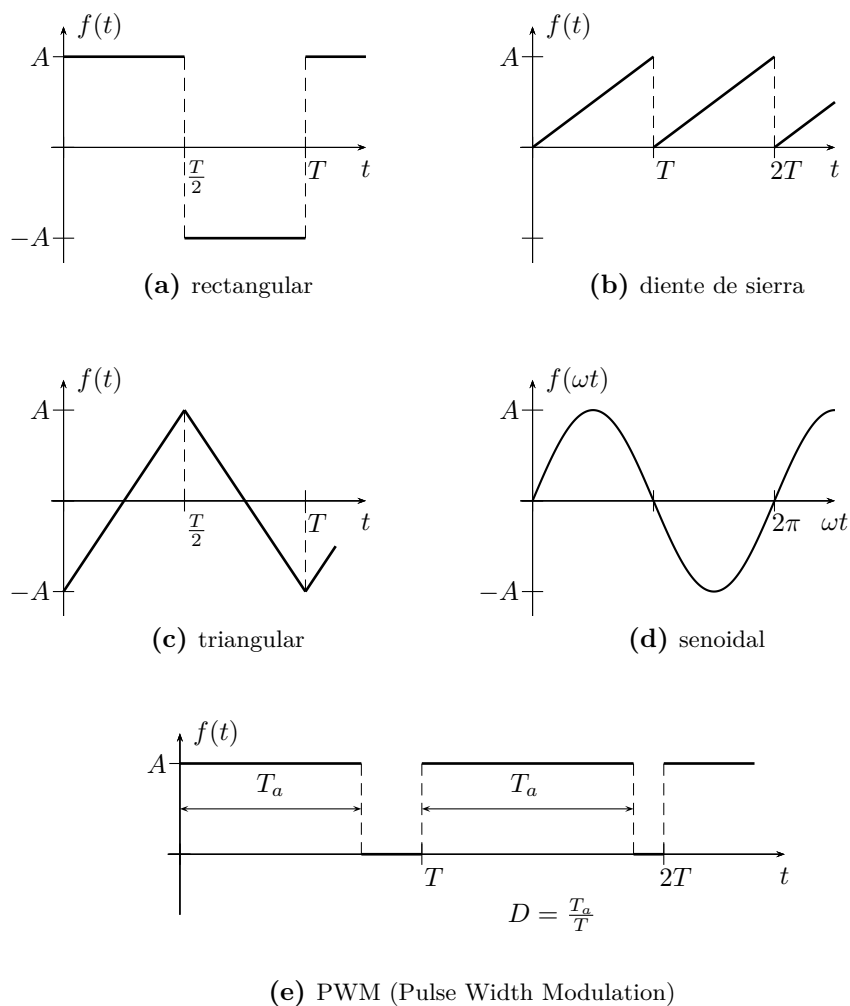 f(t)
A
T/2
T
t
−A
(a) rectangular
f(t)
A
T
2T
t
−A
(b) diente de sierra
f(t)
A
T/2
T
t
−A
(c) triangular
f(ωt)
A
2π
ωt
−A
(d) senoidal
f(t)
A
T_a
T_a
T
2T
t
D = T_a/T
(e) PWM (Pulse Width Modulation)